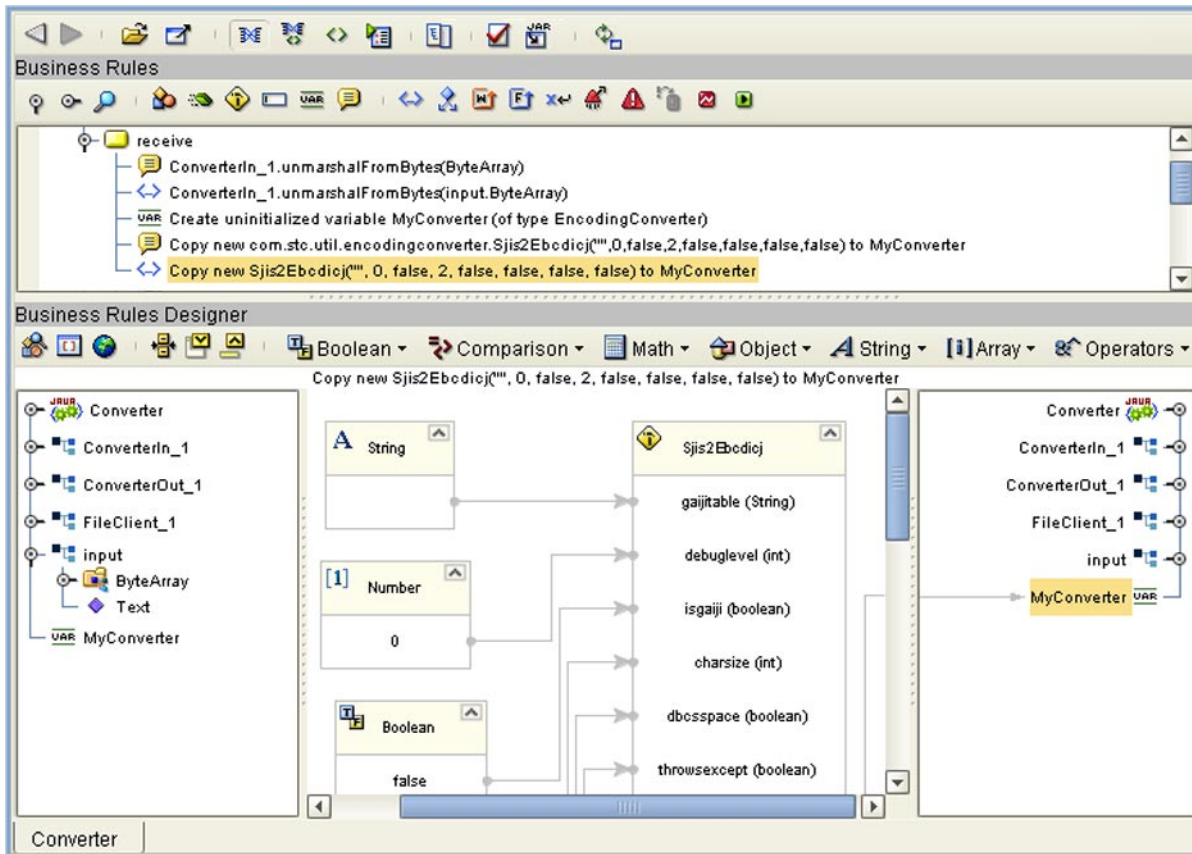 JAR
Business Rules
VAR
receive
ConverterIn_1.unmarshalFromBytes(ByteArray)
ConverterIn_1.unmarshalFromBytes(input.ByteArray)
VAR Create uninitialized variable MyConverter (of type EncodingConverter)
Copy new com.stc.util.encodingconverter.Sjis2Ebcdicj("",0,false,2,false,false,false,false) to MyConverter
Copy new Sjis2Ebcdicj("", 0, false, 2, false, false, false, false) to MyConverter
Business Rules Designer
Boolean Comparison Math Object String Array Operators
Copy new Sjis2Ebcdicj("", 0, false, 2, false, false, false, false) to MyConverter
JAVA Converter
ConverterIn_1
ConverterOut_1
FileClient_1
input
ByteArray
Text
VAR MyConverter
A String
[1] Number
0
Boolean
false
Sjis2Ebcdicj
gaijitable (String)
debuglevel (int)
isgaiji (boolean)
charsize (int)
dbcsspace (boolean)
throwsexcept (boolean)
Converter JAVA
ConverterIn_1
ConverterOut_1
FileClient_1
input
MyConverter VAR
Converter